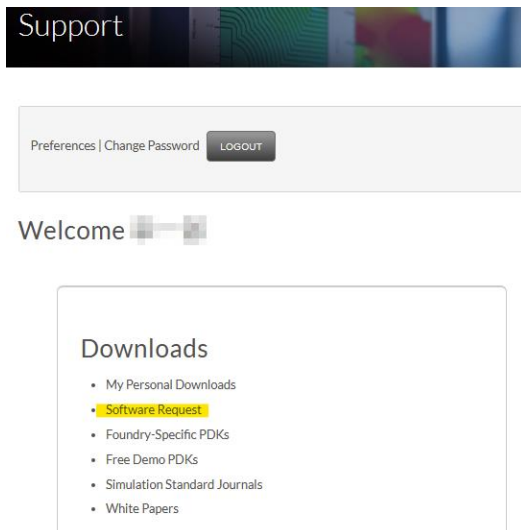 Support
Preferences | Change Password LOGOUT
Welcome
Downloads
• My Personal Downloads
• Software Request
• Foundry-Specific PDKs
• Free Demo PDKs
• Simulation Standard Journals
• White Papers